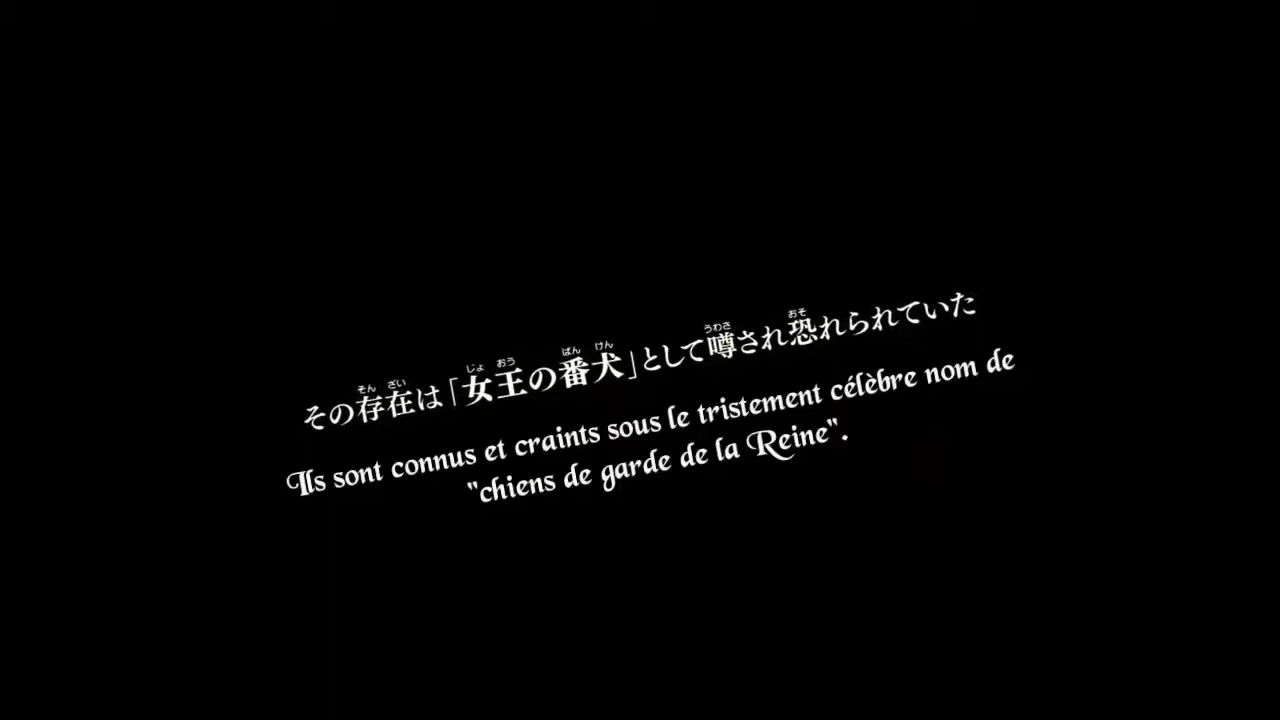 その存在は「女王の番犬」として噂され恐れられていた
Ils sont connus et craints sous le tristement célèbre nom de
"chiens de garde de la Reine".